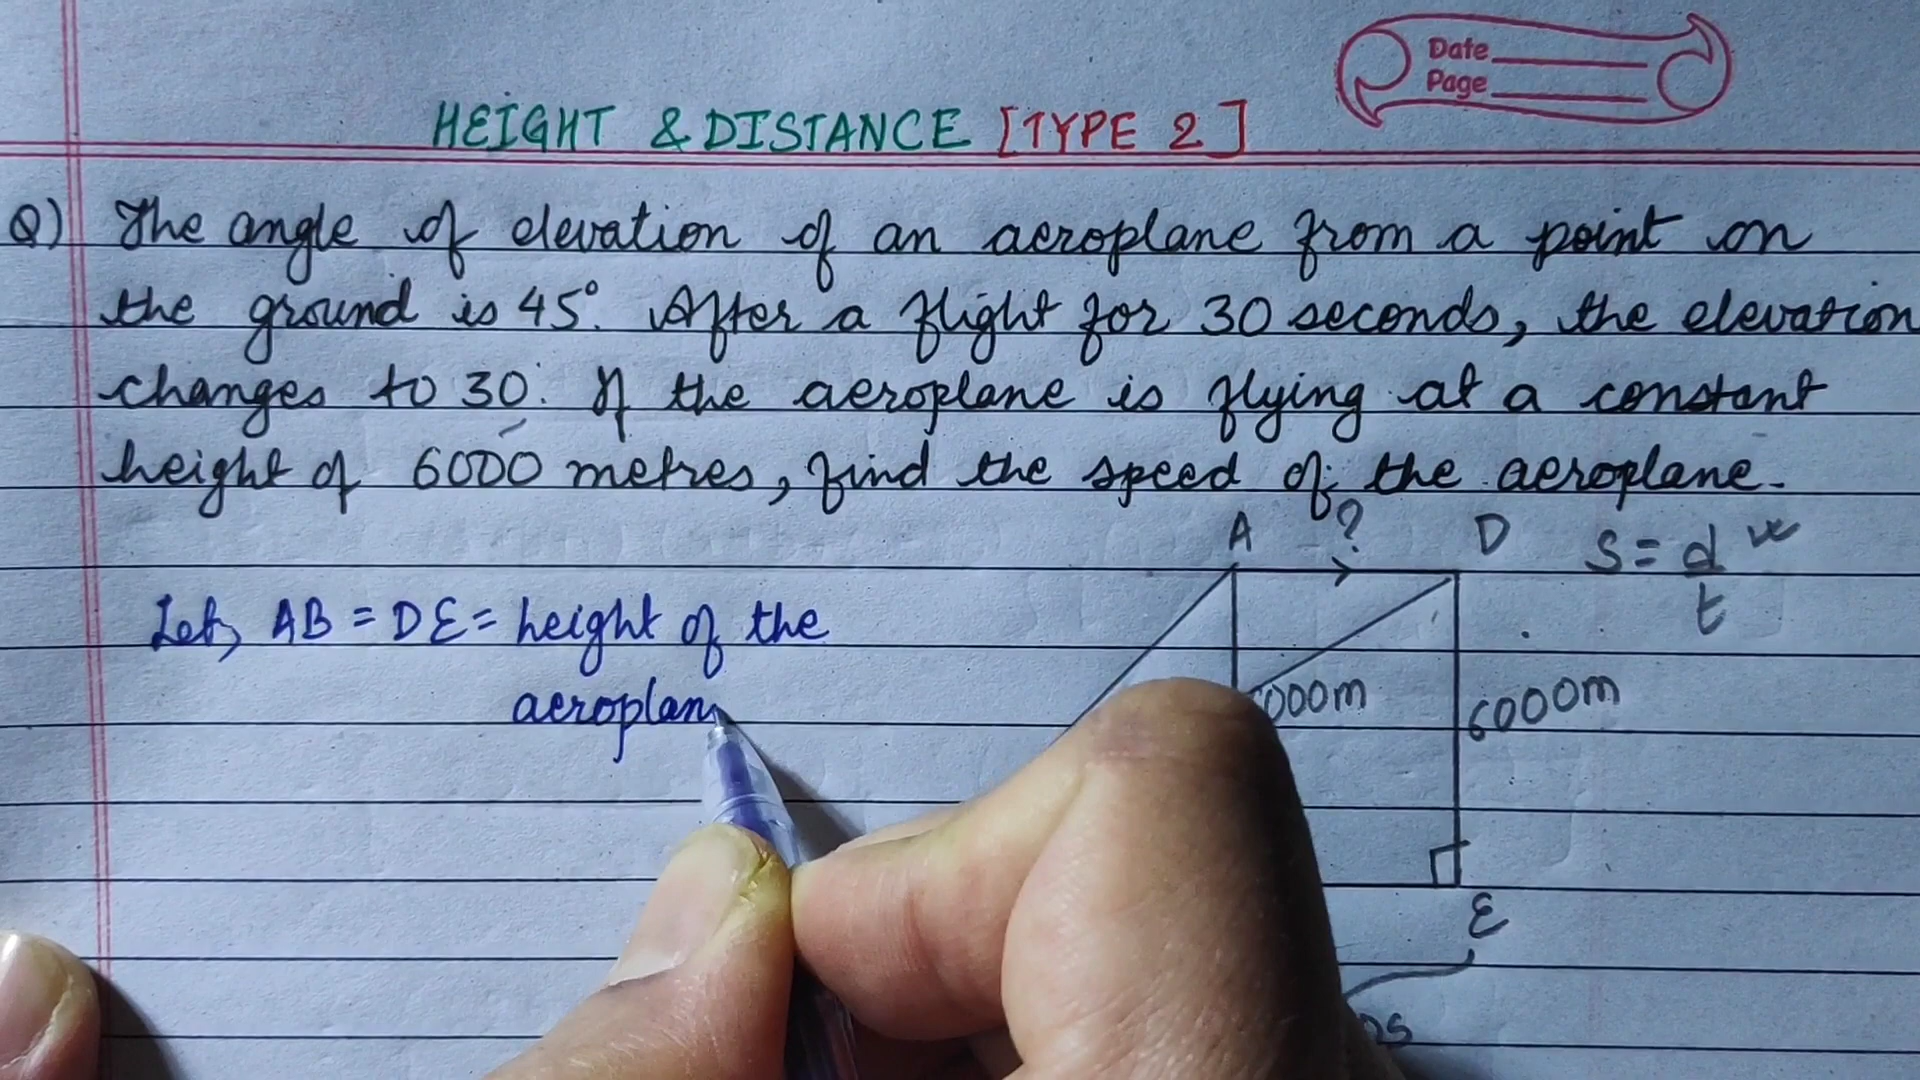 Date
Page
HEIGHT & DISTANCE [TYPE 2]
Q) The angle of elevation of an aeroplane from a point on
the ground is 45°. After a flight for 30 seconds, the elevation
changes to 30°. If the aeroplane is flying at a constant
height of 6000 metres, find the speed of the aeroplane.
A ? D S = d/t
Let, AB = DE = height of the
aeroplan
000m 6000m
E